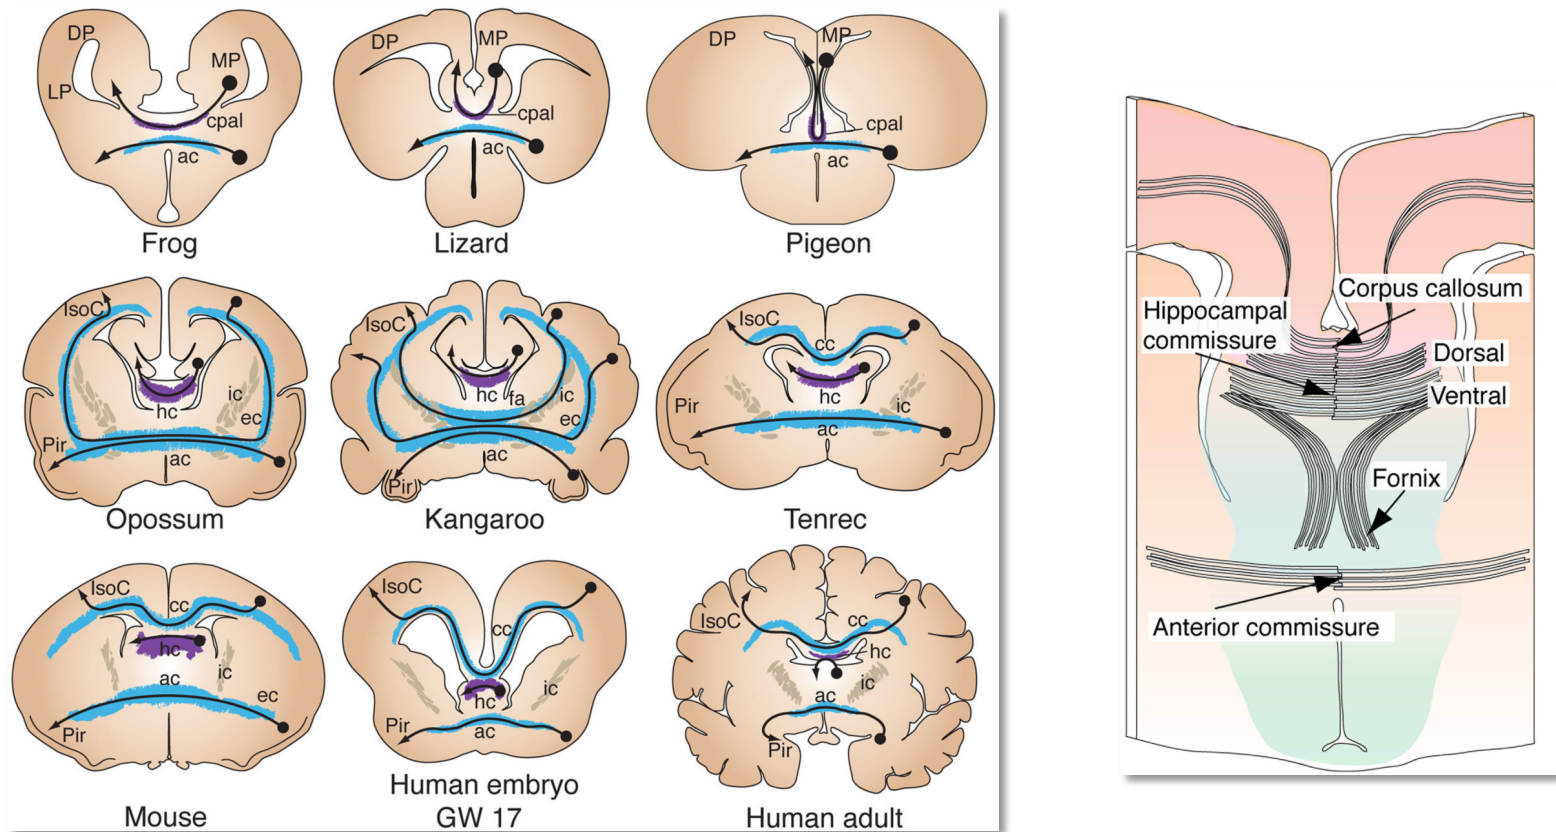 DP
MP
LP
cpal
ac
Frog
DP
MP
cpal
ac
Lizard
DP
MP
cpal
ac
Pigeon
IsoC
hc
ic
ec
Pir
ac
Opossum
IsoC
hc
fa
ic
ec
ac
Pir
Kangaroo
IsoC
cc
hc
Pir
ic
ac
Tenrec
IsoC
cc
hc
ic
ac
ec
Pir
Mouse
IsoC
cc
hc
ic
Pir
ac
Human embryo
GW 17
IsoC
cc
hc
ic
ac
Pir
Human adult
Corpus callosum
Hippocampal
commissure
Dorsal
Ventral
Fornix
Anterior commissure